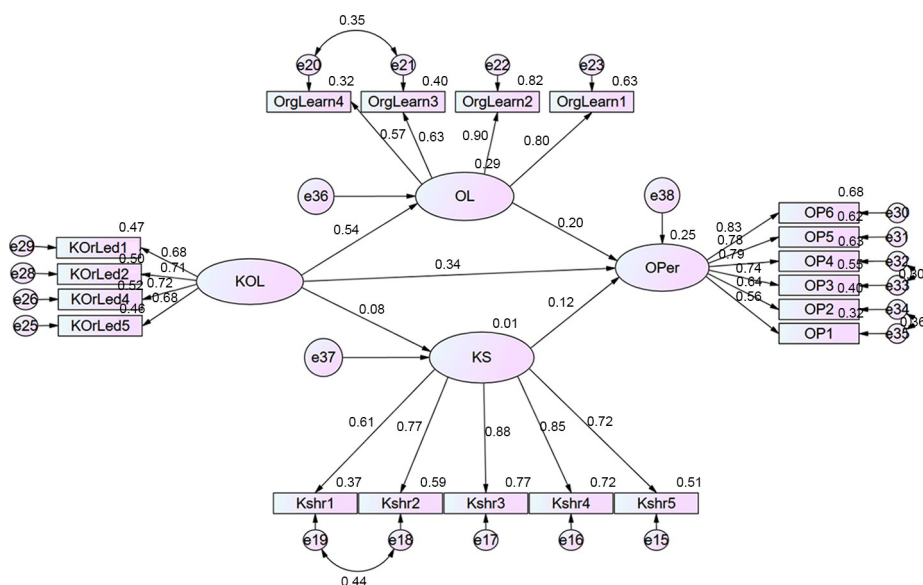 0.35
e20 e21 e22 e23
0.32 0.40 0.82 0.63
OrgLearn4 OrgLearn3 OrgLearn2 OrgLearn1
0.57 0.63 0.90 0.80
0.29
e36 OL e38
0.54 0.20 0.25
0.68
OP6 e30
0.83 0.62
0.78 OP5 e31
0.79 0.63
OP4 e32
0.74 0.55 0.30
0.64 OP3 e33
0.56 0.40
OP2 e34
0.32 0.36
OP1 e35
OPer
0.47
e29 KOrLed1 0.68
0.50 0.71
e28 KOrLed2
0.52 0.72
e26 KOrLed4 0.68
0.46
e25 KOrLed5
KOL
0.34
0.08 0.12
0.01
e37 KS
0.61 0.77 0.88 0.85 0.72
0.37 0.59 0.77 0.72 0.51
Kshr1 Kshr2 Kshr3 Kshr4 Kshr5
e19 e18 e17 e16 e15
0.44